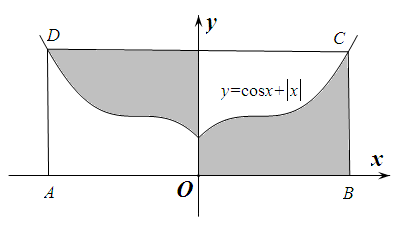 D y C
y=cosx+|x|
x
A O B